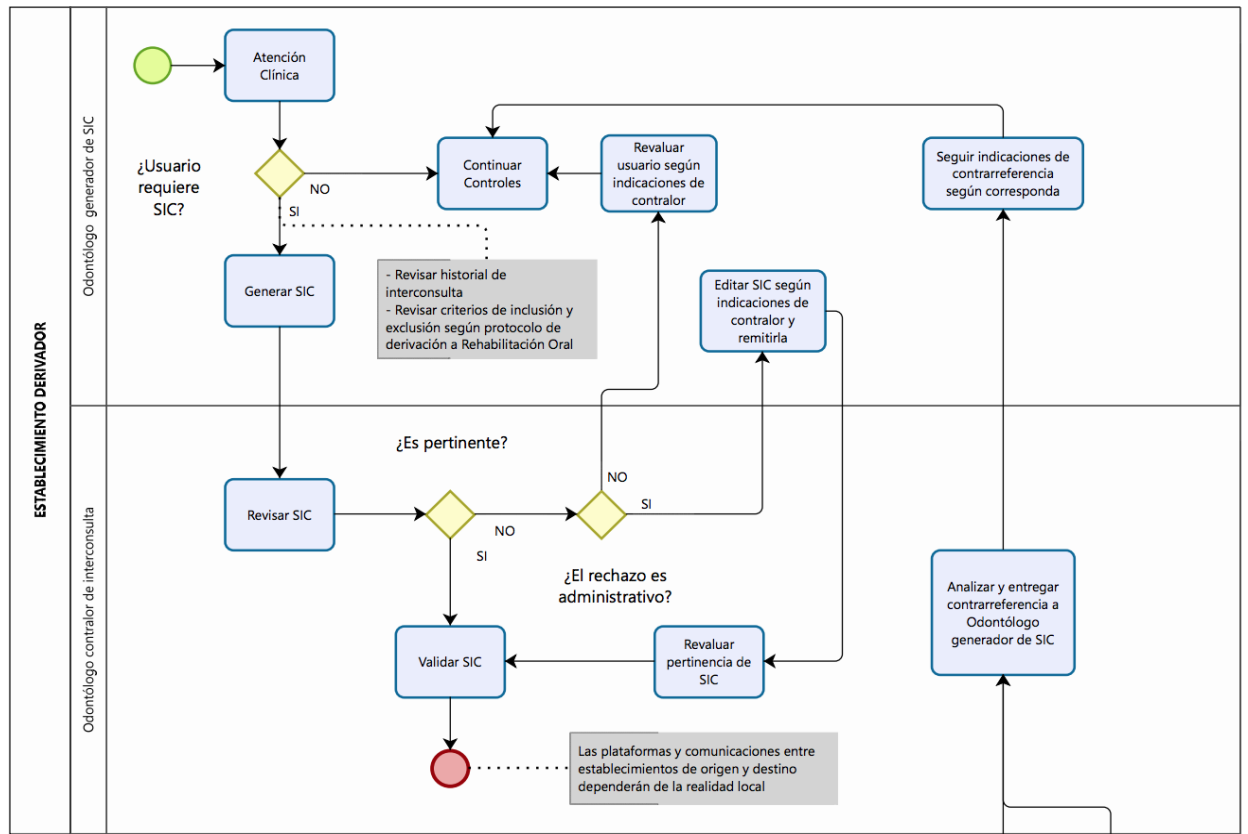 ESTABLECIMIENTO DERIVADOR
Odontólogo generador de SIC
Atención
Clínica
¿Usuario
requiere
SIC?
NO
SI
Continuar
Controles
Revaluar
usuario según
indicaciones de
contralor
Seguir indicaciones de
contrarreferencia
según corresponda
Generar SIC
- Revisar historial de
interconsulta
- Revisar criterios de inclusión y
exclusión según protocolo de
derivación a Rehabilitación Oral
Editar SIC según
indicaciones de
contralor y
remitirla
Odontólogo contralor de interconsulta
¿Es pertinente?
Revisar SIC
NO
SI
NO
SI
¿El rechazo es
administrativo?
Analizar y entregar
contrarreferencia a
Odontólogo
generador de SIC
Validar SIC
Revaluar
pertinencia de
SIC
Las plataformas y comunicaciones entre
establecimientos de origen y destino
dependerán de la realidad local